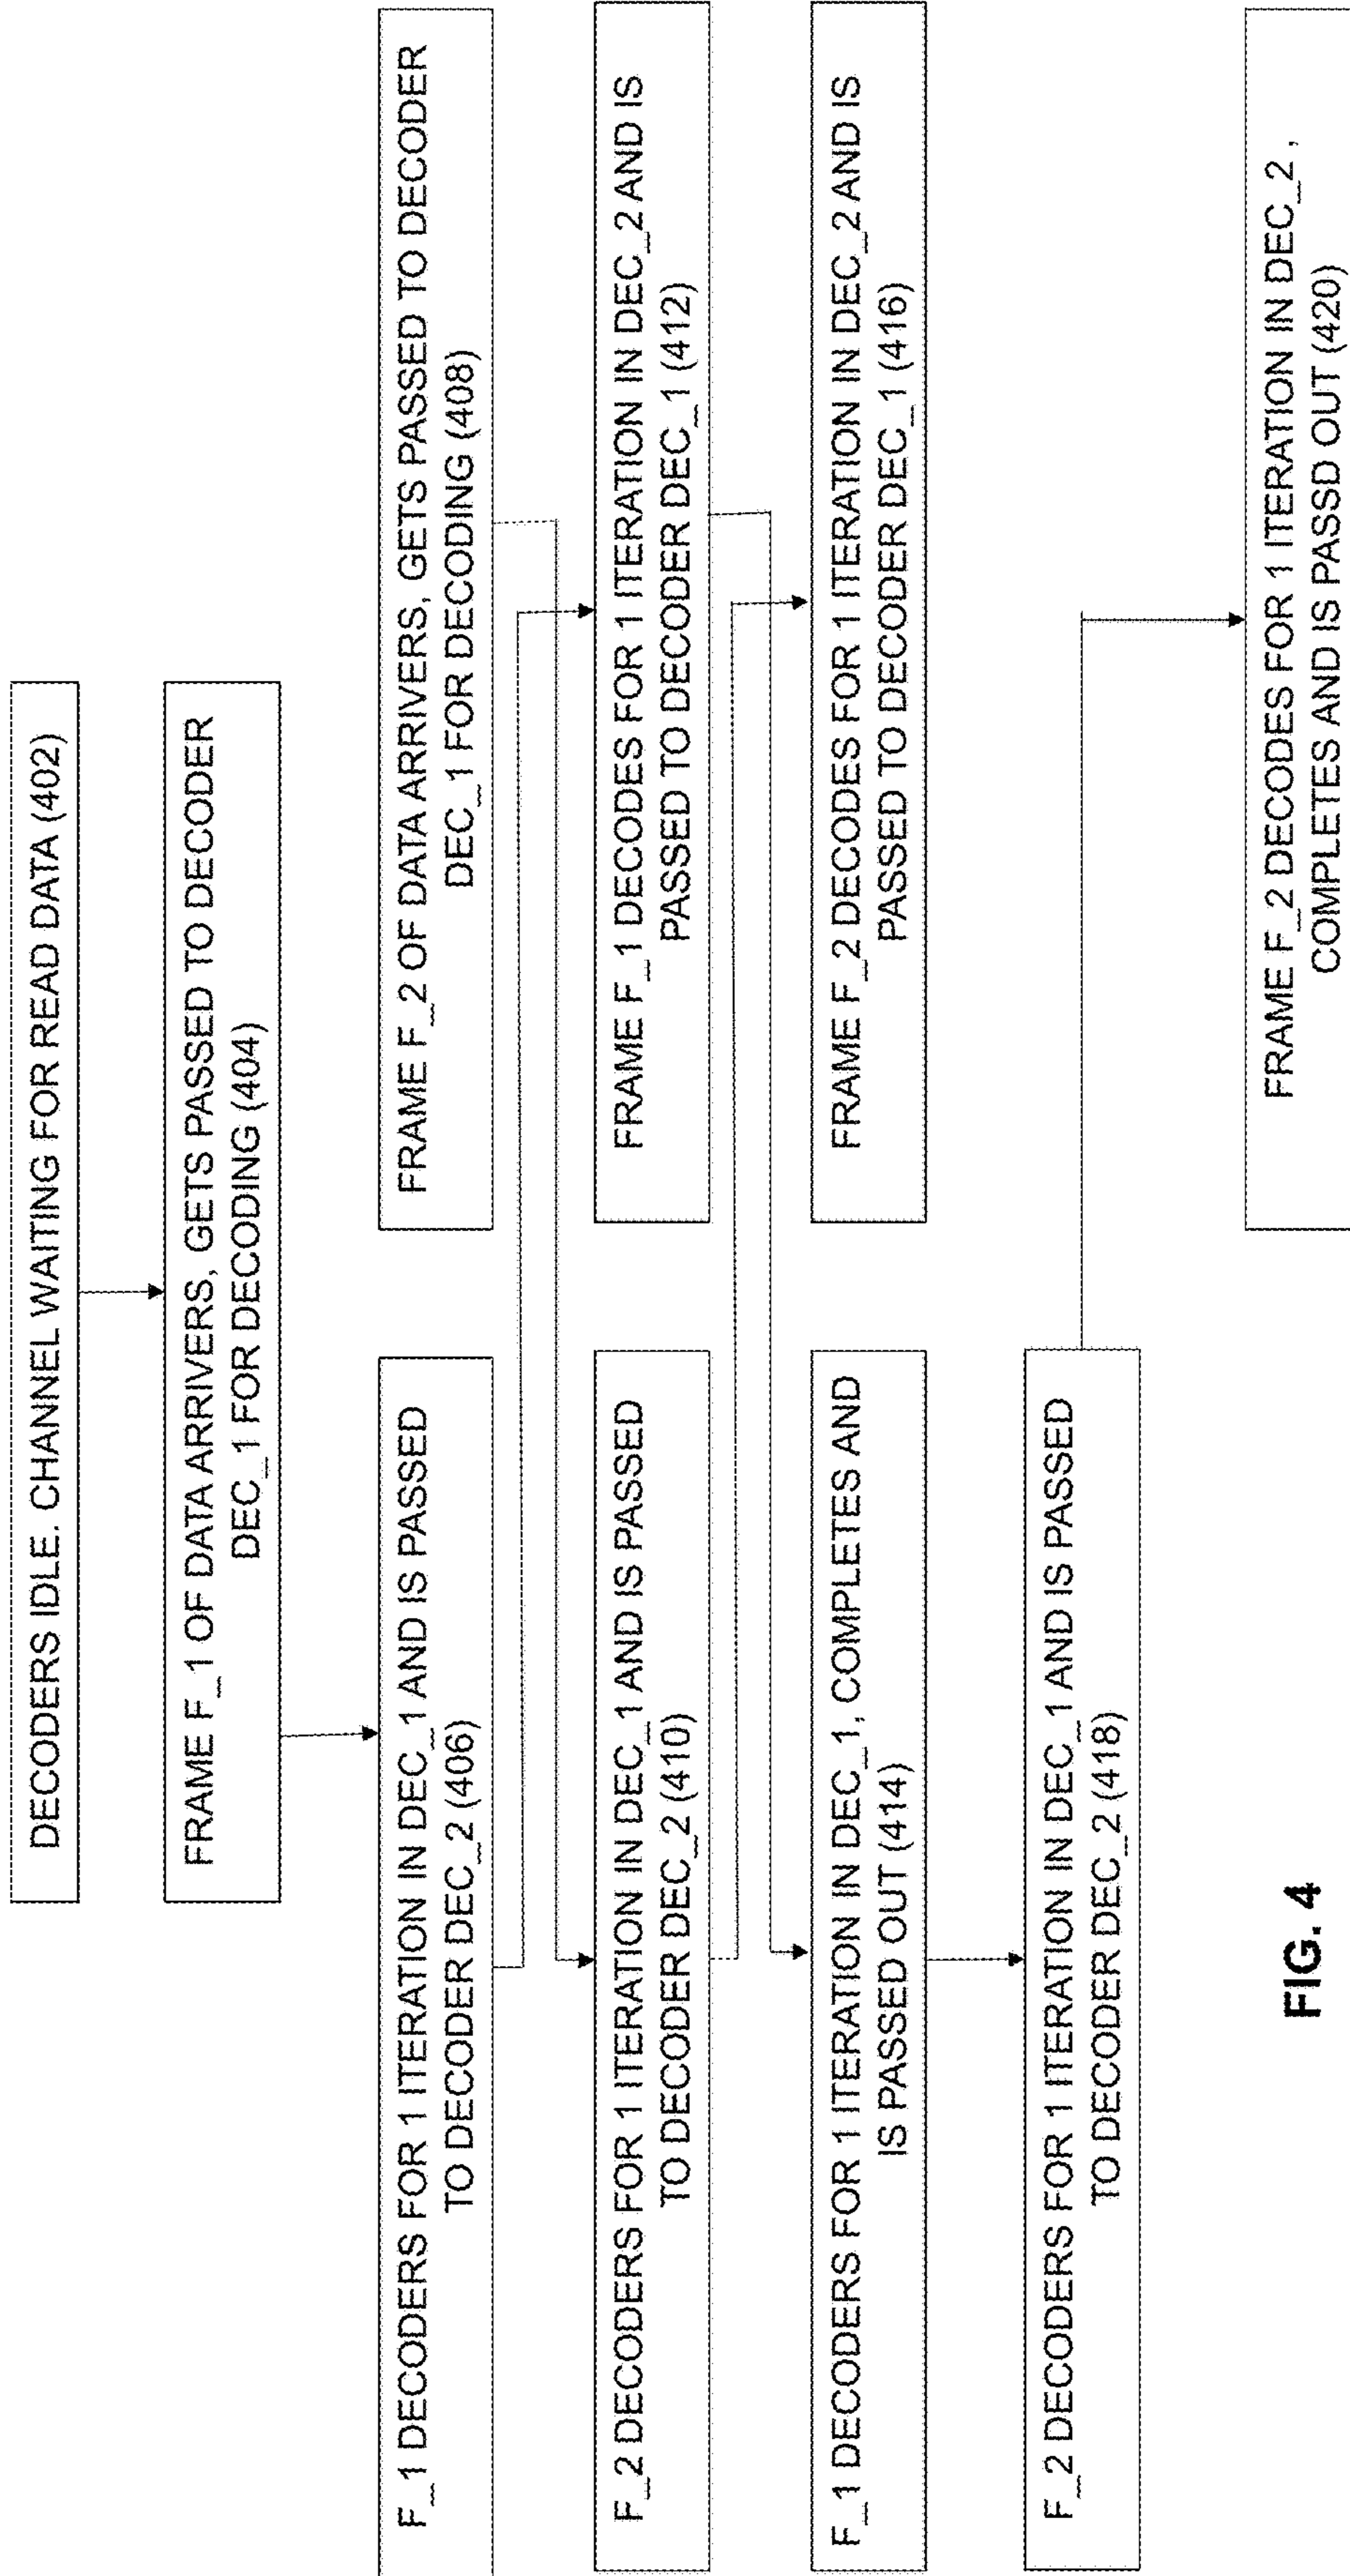 DECODERS IDLE. CHANNEL WAITING FOR READ DATA (402)
FRAME F_1 OF DATA ARRIVERS, GETS PASSED TO DECODER
DEC_1 FOR DECODING (404)
F_1 DECODERS FOR 1 ITERATION IN DEC_1 AND IS PASSED
TO DECODER DEC_2 (406)
FRAME F_2 OF DATA ARRIVERS, GETS PASSED TO DECODER
DEC_1 FOR DECODING (408)
F_2 DECODERS FOR 1 ITERATION IN DEC_1 AND IS PASSED
TO DECODER DEC_2 (410)
FRAME F_1 DECODES FOR 1 ITERATION IN DEC_2 AND IS
PASSED TO DECODER DEC_1 (412)
F_1 DECODERS FOR 1 ITERATION IN DEC_1, COMPLETES AND
IS PASSED OUT (414)
FRAME F_2 DECODES FOR 1 ITERATION IN DEC_2 AND IS
PASSED TO DECODER DEC_1 (416)
F_2 DECODERS FOR 1 ITERATION IN DEC_1 AND IS PASSED
TO DECODER DEC_2 (418)
FRAME F_2 DECODES FOR 1 ITERATION IN DEC_2 ,
COMPLETES AND IS PASSD OUT (420)
FIG. 4